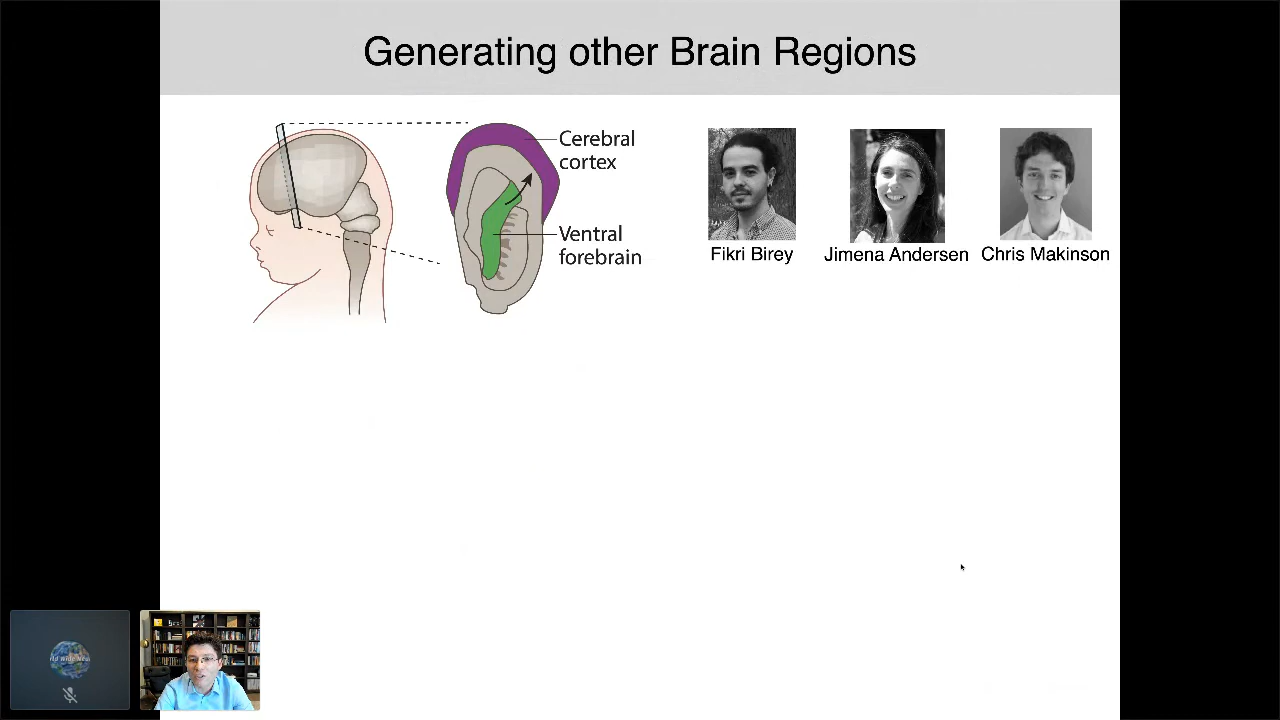 Generating other Brain Regions
Cerebral
cortex
Ventral
forebrain
Fikri Birey
Jimena Andersen
Chris Makinson